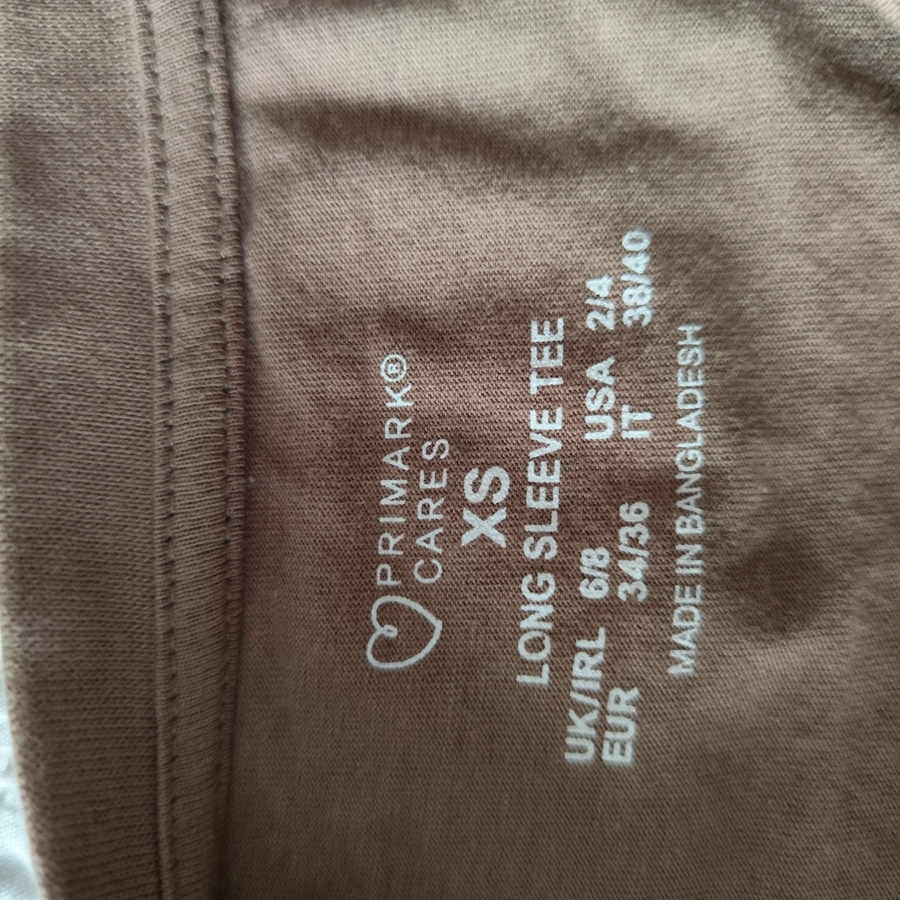 PRIMARK®
CARES
XS
LONG SLEEVE TEE
UK/IRL 6/8 USA 2/4
EUR 34/36 IT 38/40
MADE IN BANGLADESH